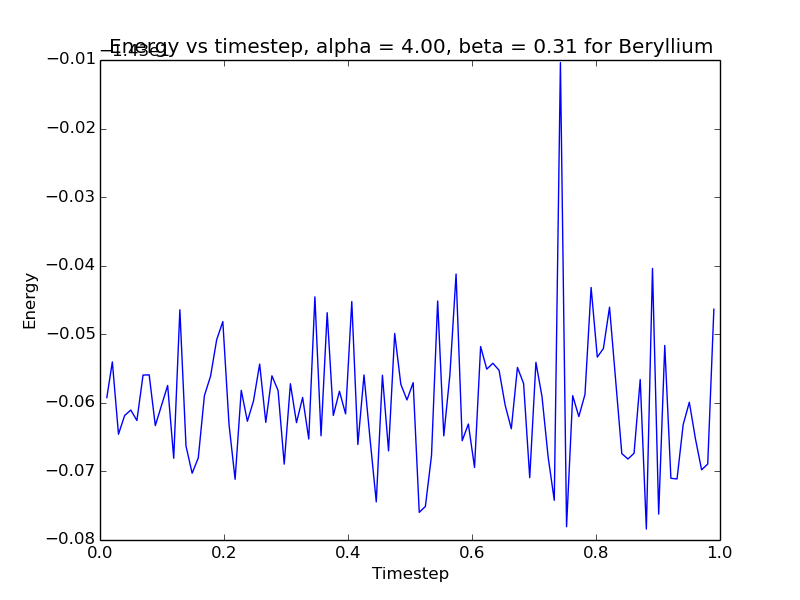 Energy vs timestep, alpha = 4.00, beta = 0.31 for Beryllium
−1.43e1
−0.01
−0.02
−0.03
−0.04
−0.05
−0.06
−0.07
−0.08
Energy
0.0 0.2 0.4 0.6 0.8 1.0
Timestep